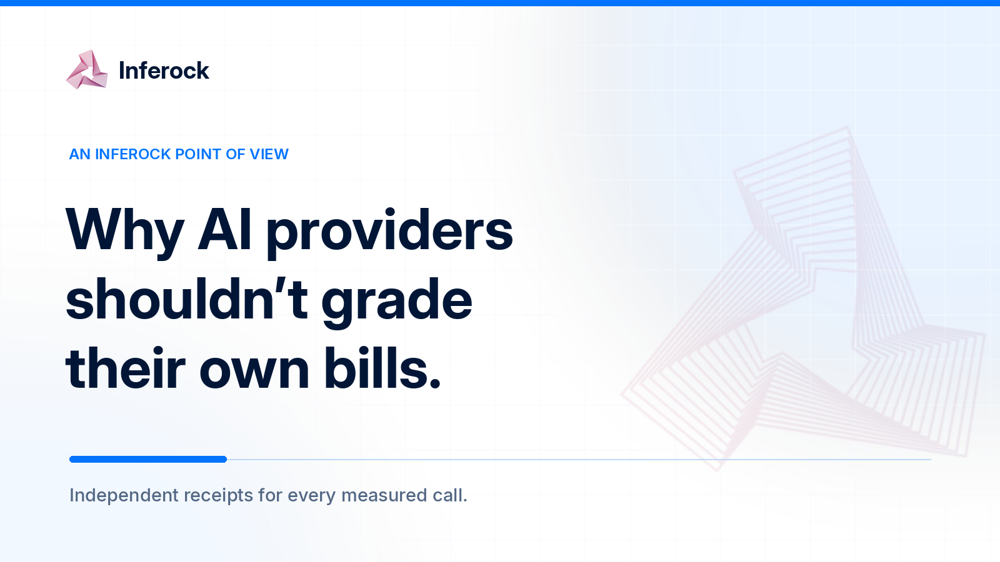 Inferock
AN INFEROCK POINT OF VIEW
Why AI providers
shouldn’t grade
their own bills.
Independent receipts for every measured call.